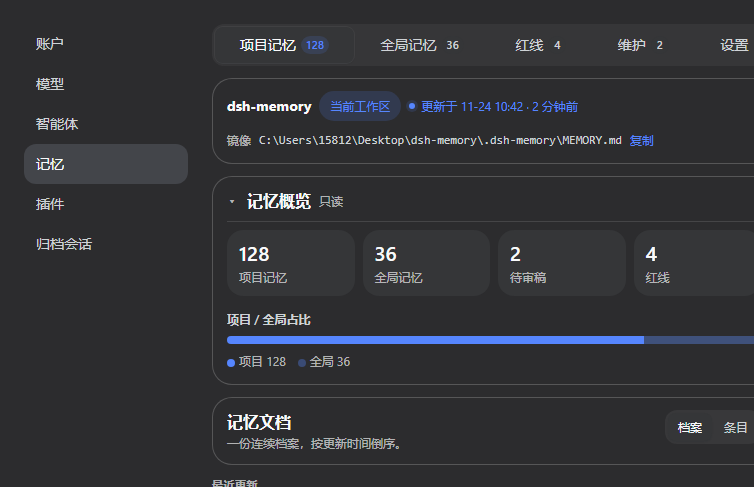 账户
模型
智能体
记忆
插件
归档会话
项目记忆 128 全局记忆 36 红线 4 维护 2 设置
dsh-memory 当前工作区 更新于 11-24 10:42 · 2 分钟前
镜像 C:\Users\15812\Desktop\dsh-memory\.dsh-memory\MEMORY.md 复制
记忆概览 只读
128 36 2 4
项目记忆 全局记忆 待审稿 红线
项目 / 全局占比
项目 128 全局 36
记忆文档
一份连续档案，按更新时间倒序。
档案 条目
最近更新